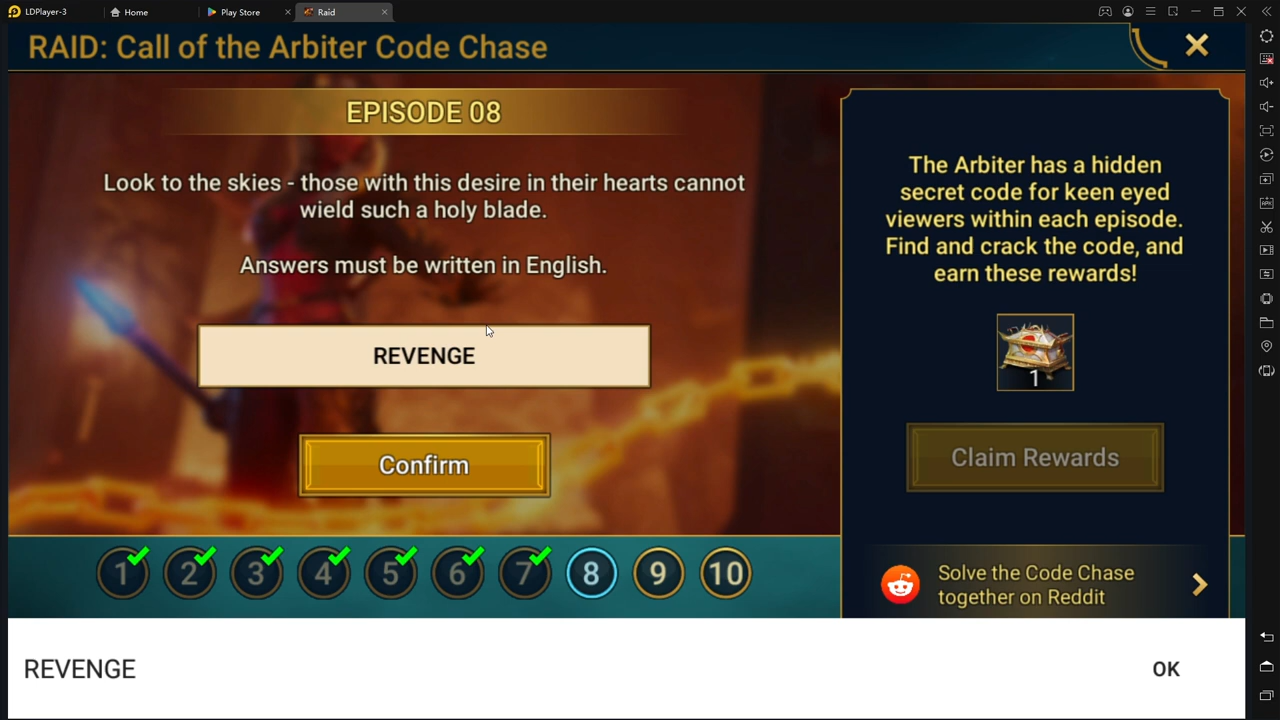 LDPlayer-3
Home
Play Store
Raid
RAID: Call of the Arbiter Code Chase
EPISODE 08
Look to the skies - those with this desire in their hearts cannot
wield such a holy blade.
Answers must be written in English.
REVENGE
Confirm
1 2 3 4 5 6 7 8 9 10
The Arbiter has a hidden
secret code for keen eyed
viewers within each episode.
Find and crack the code, and
earn these rewards!
1
Claim Rewards
Solve the Code Chase
together on Reddit
REVENGE
OK